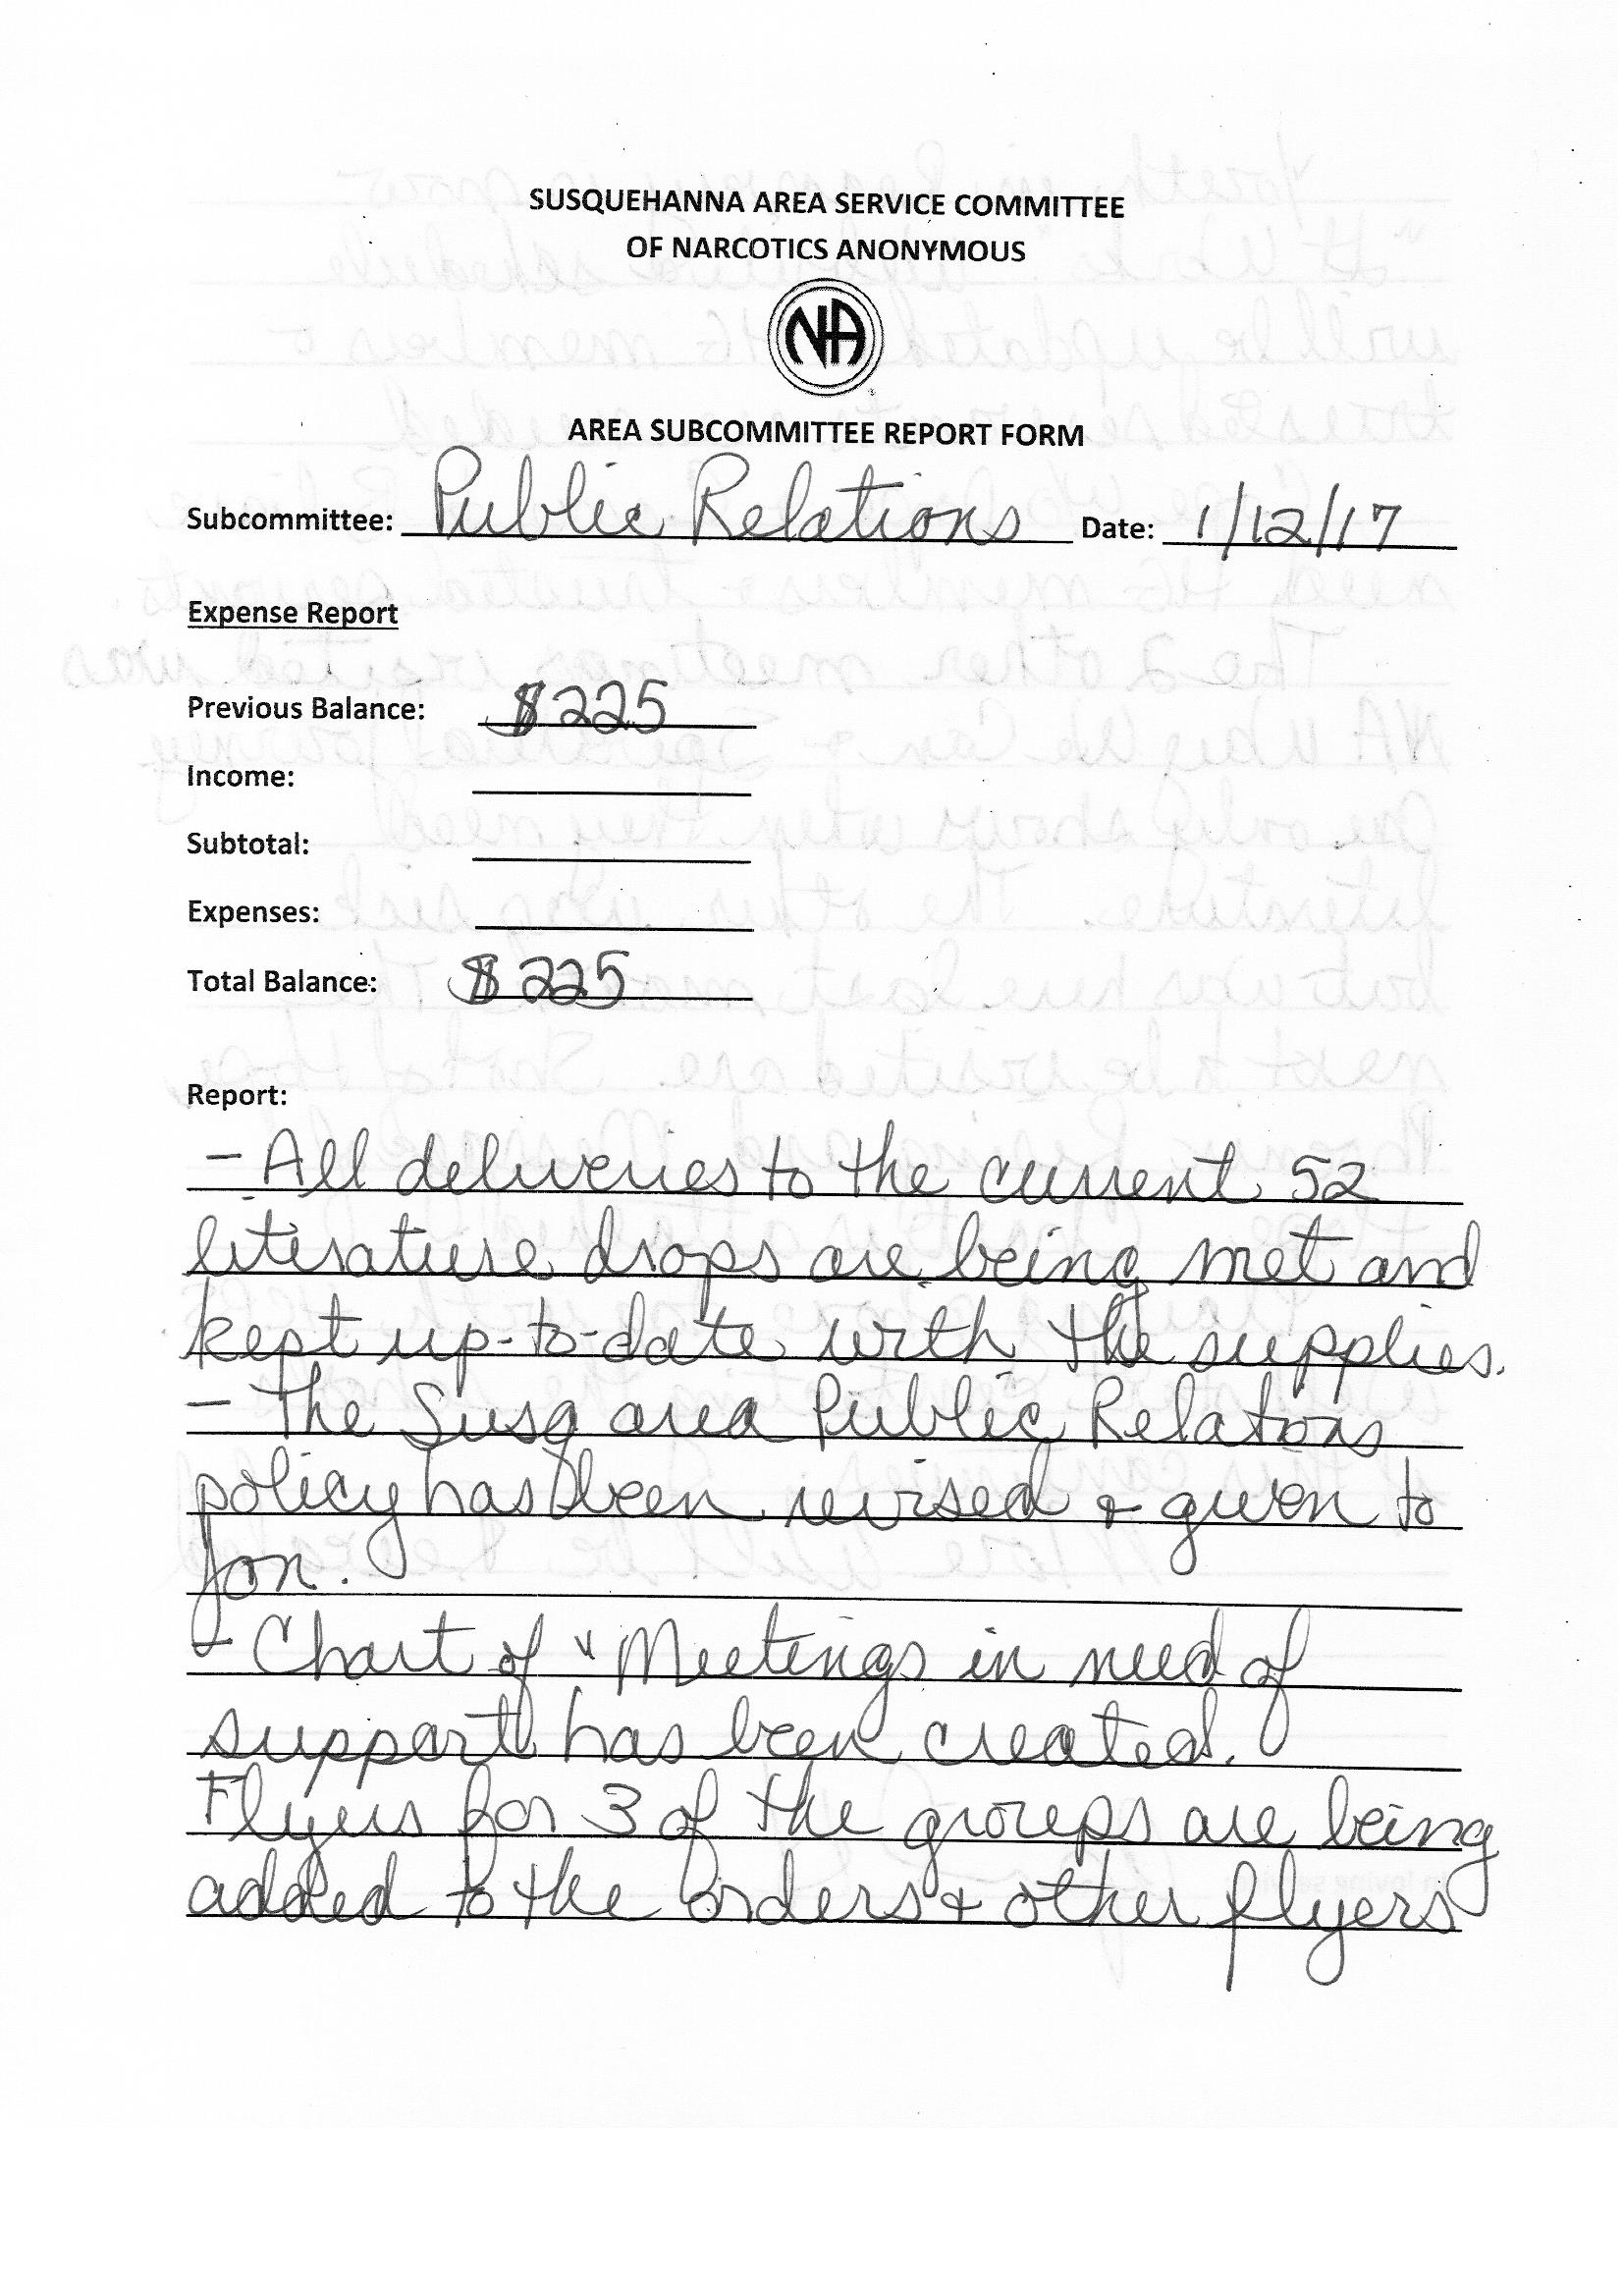 SUSQUEHANNA AREA SERVICE COMMITTEE
OF NARCOTICS ANONYMOUS
NA
AREA SUBCOMMITTEE REPORT FORM
Subcommittee: Public Relations Date: 1/12/17
Expense Report
Previous Balance: $225
Income:
Subtotal:
Expenses:
Total Balance: $225
Report:
- All deliveries to the current 52
literature drops are being met and
kept up-to-date with the supplies.
- The Susq area Public Relations
policy has been revised & given to
Jon.
- Chart of "Meetings in need of
support has been created.
Flyers for 3 of the groups are being
added to the orders & other flyers